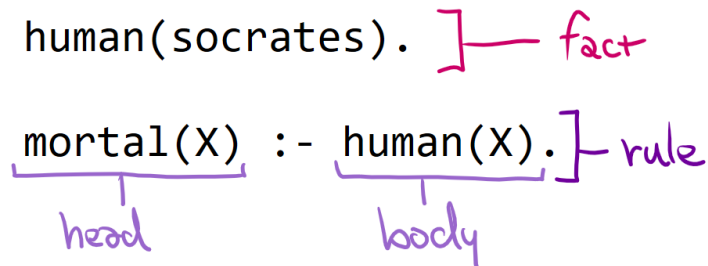 human(socrates). fact
mortal(X) :- human(X). rule
head body